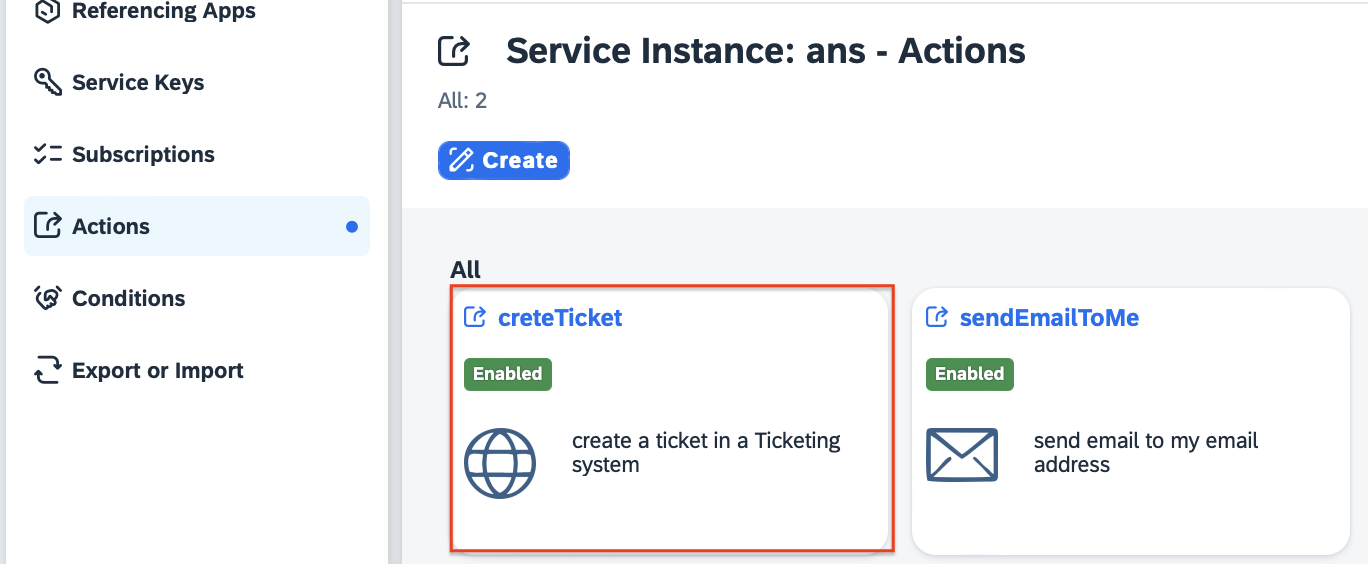 Referencing Apps
Service Keys
Subscriptions
Actions
Conditions
Export or Import
Service Instance: ans - Actions
All: 2
Create
All
creteTicket
Enabled
create a ticket in a Ticketing
system
sendEmailToMe
Enabled
send email to my email
address